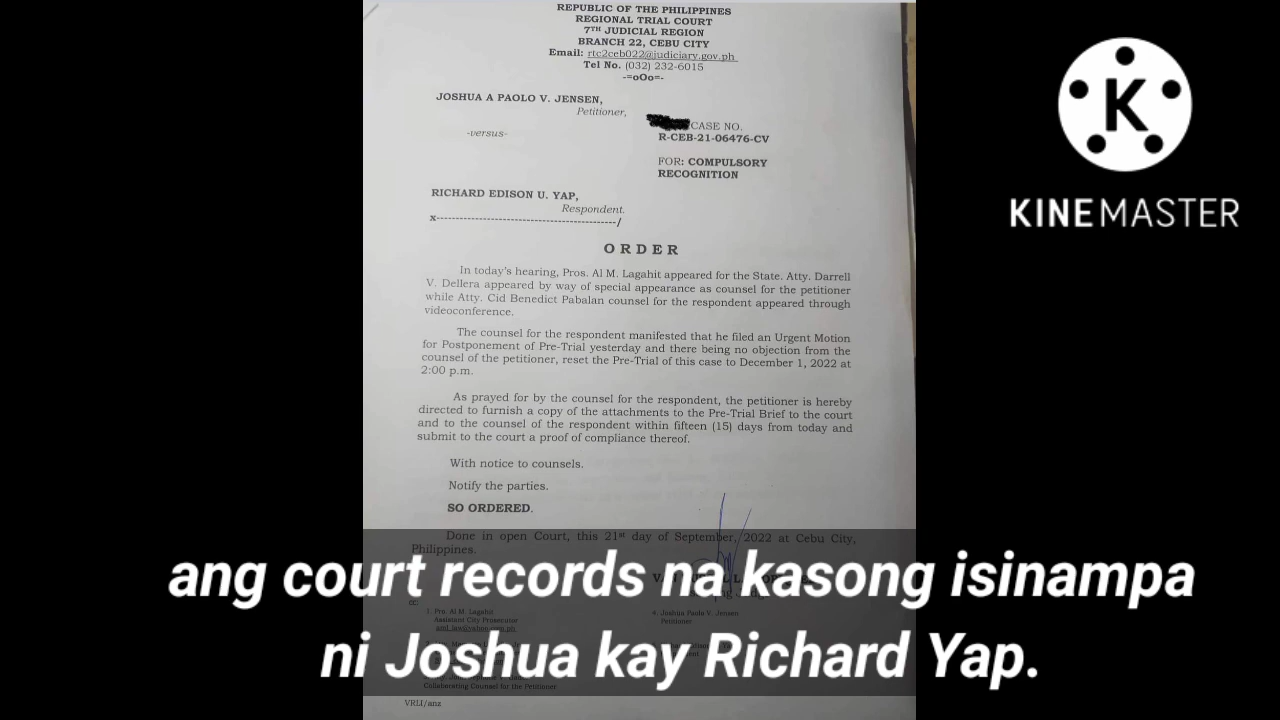 REPUBLIC OF THE PHILIPPINES
REGIONAL TRIAL COURT
7TH JUDICIAL REGION
BRANCH 22, CEBU CITY
Email: rtc2ceb022@judiciary.gov.ph
Tel No. (032) 232-6015
-=oOo=-
JOSHUA A PAOLO V. JENSEN,
Petitioner,
CASE NO.
-versus-
R-CEB-21-06476-CV
FOR: COMPULSORY
RECOGNITION
RICHARD EDISON U. YAP,
Respondent.
x-------------------------------------------/
ORDER
In today's hearing, Pros. Al M. Lagahit appeared for the State. Atty. Darrell
V. Dellera appeared by way of special appearance as counsel for the petitioner
while Atty. Cid Benedict Pabalan counsel for the respondent appeared through
videoconference.
The counsel for the respondent manifested that he filed an Urgent Motion
for Postponement of Pre-Trial yesterday and there being no objection from the
counsel of the petitioner, reset the Pre-Trial of this case to December 1, 2022 at
2:00 p.m.
As prayed for by the counsel for the respondent, the petitioner is hereby
directed to furnish a copy of the attachments to the Pre-Trial Brief to the court
and to the counsel of the respondent within fifteen (15) days from today and
submit to the court a proof of compliance thereof.
With notice to counsels.
Notify the parties.
SO ORDERED.
Done in open Court, this 21st day of September, 2022 at Cebu City,
Philippines.
cc:
1. Pro. Al M. Lagahit
Assistant City Prosecutor
4. Joshua Paolo V. Jensen
Petitioner
Collaborating Counsel for the Petitioner
VRLI/anz
ang court records na kasong isinampa
ni Joshua kay Richard Yap.
K
KINEMASTER